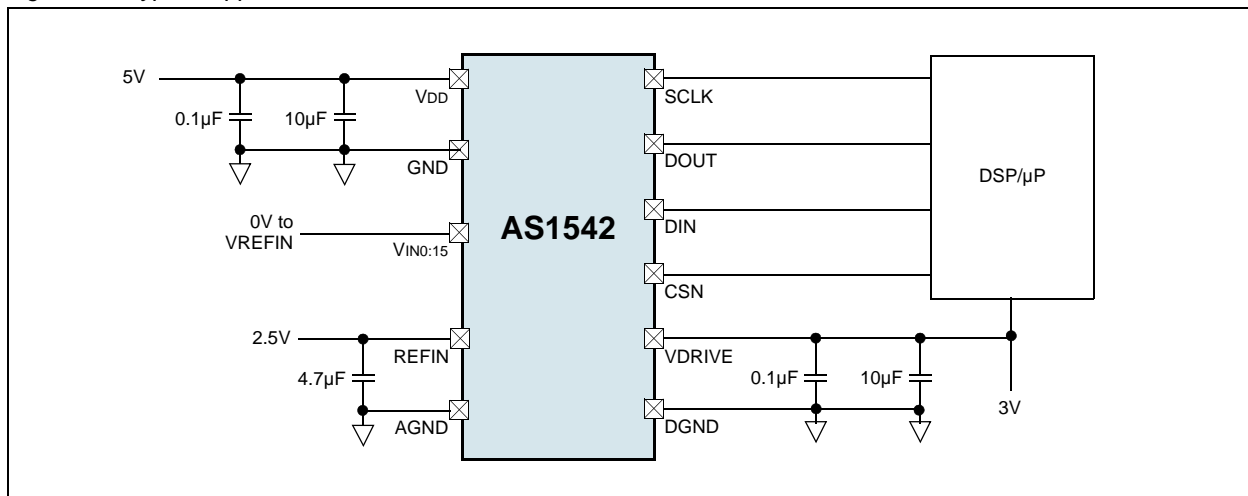 5V
0.1µF
10µF
VDD
GND
0V to
VREFIN
VIN0:15
2.5V
REFIN
4.7µF
AGND
AS1542
SCLK
DOUT
DIN
CSN
VDRIVE
DGND
DSP/µP
0.1µF
10µF
3V